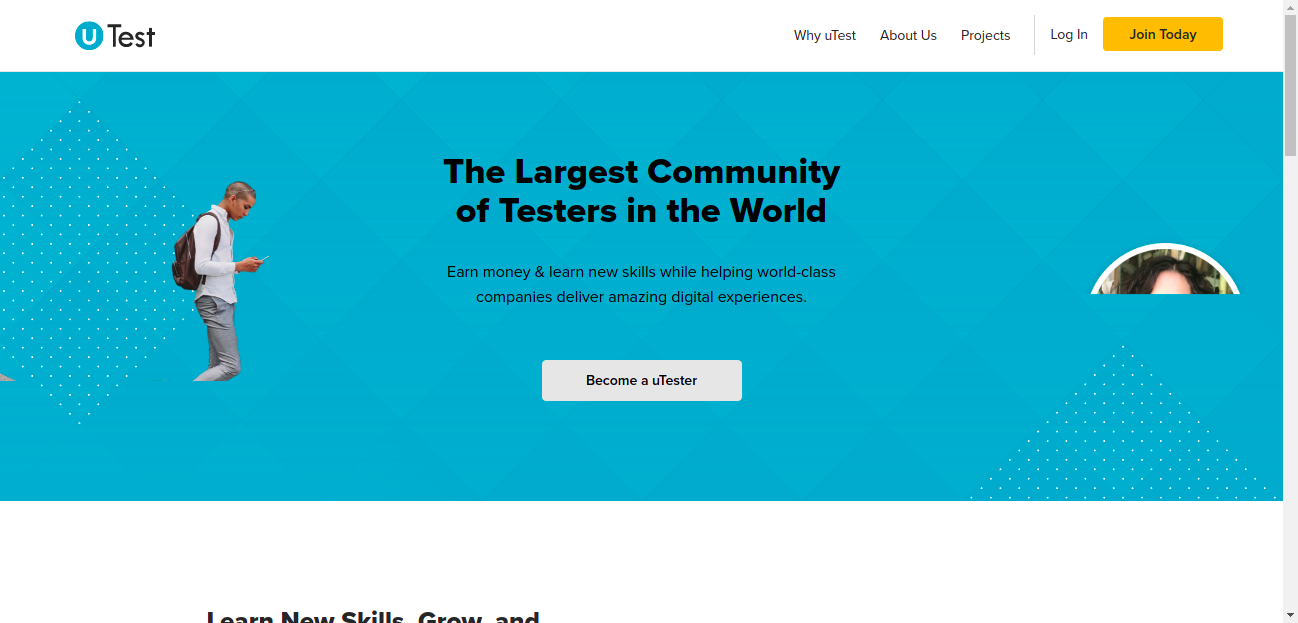 uTest
Why uTest
About Us
Projects
Log In
Join Today
The Largest Community
of Testers in the World
Earn money & learn new skills while helping world-class
companies deliver amazing digital experiences.
Become a uTester
Learn New Skills, Grow, and